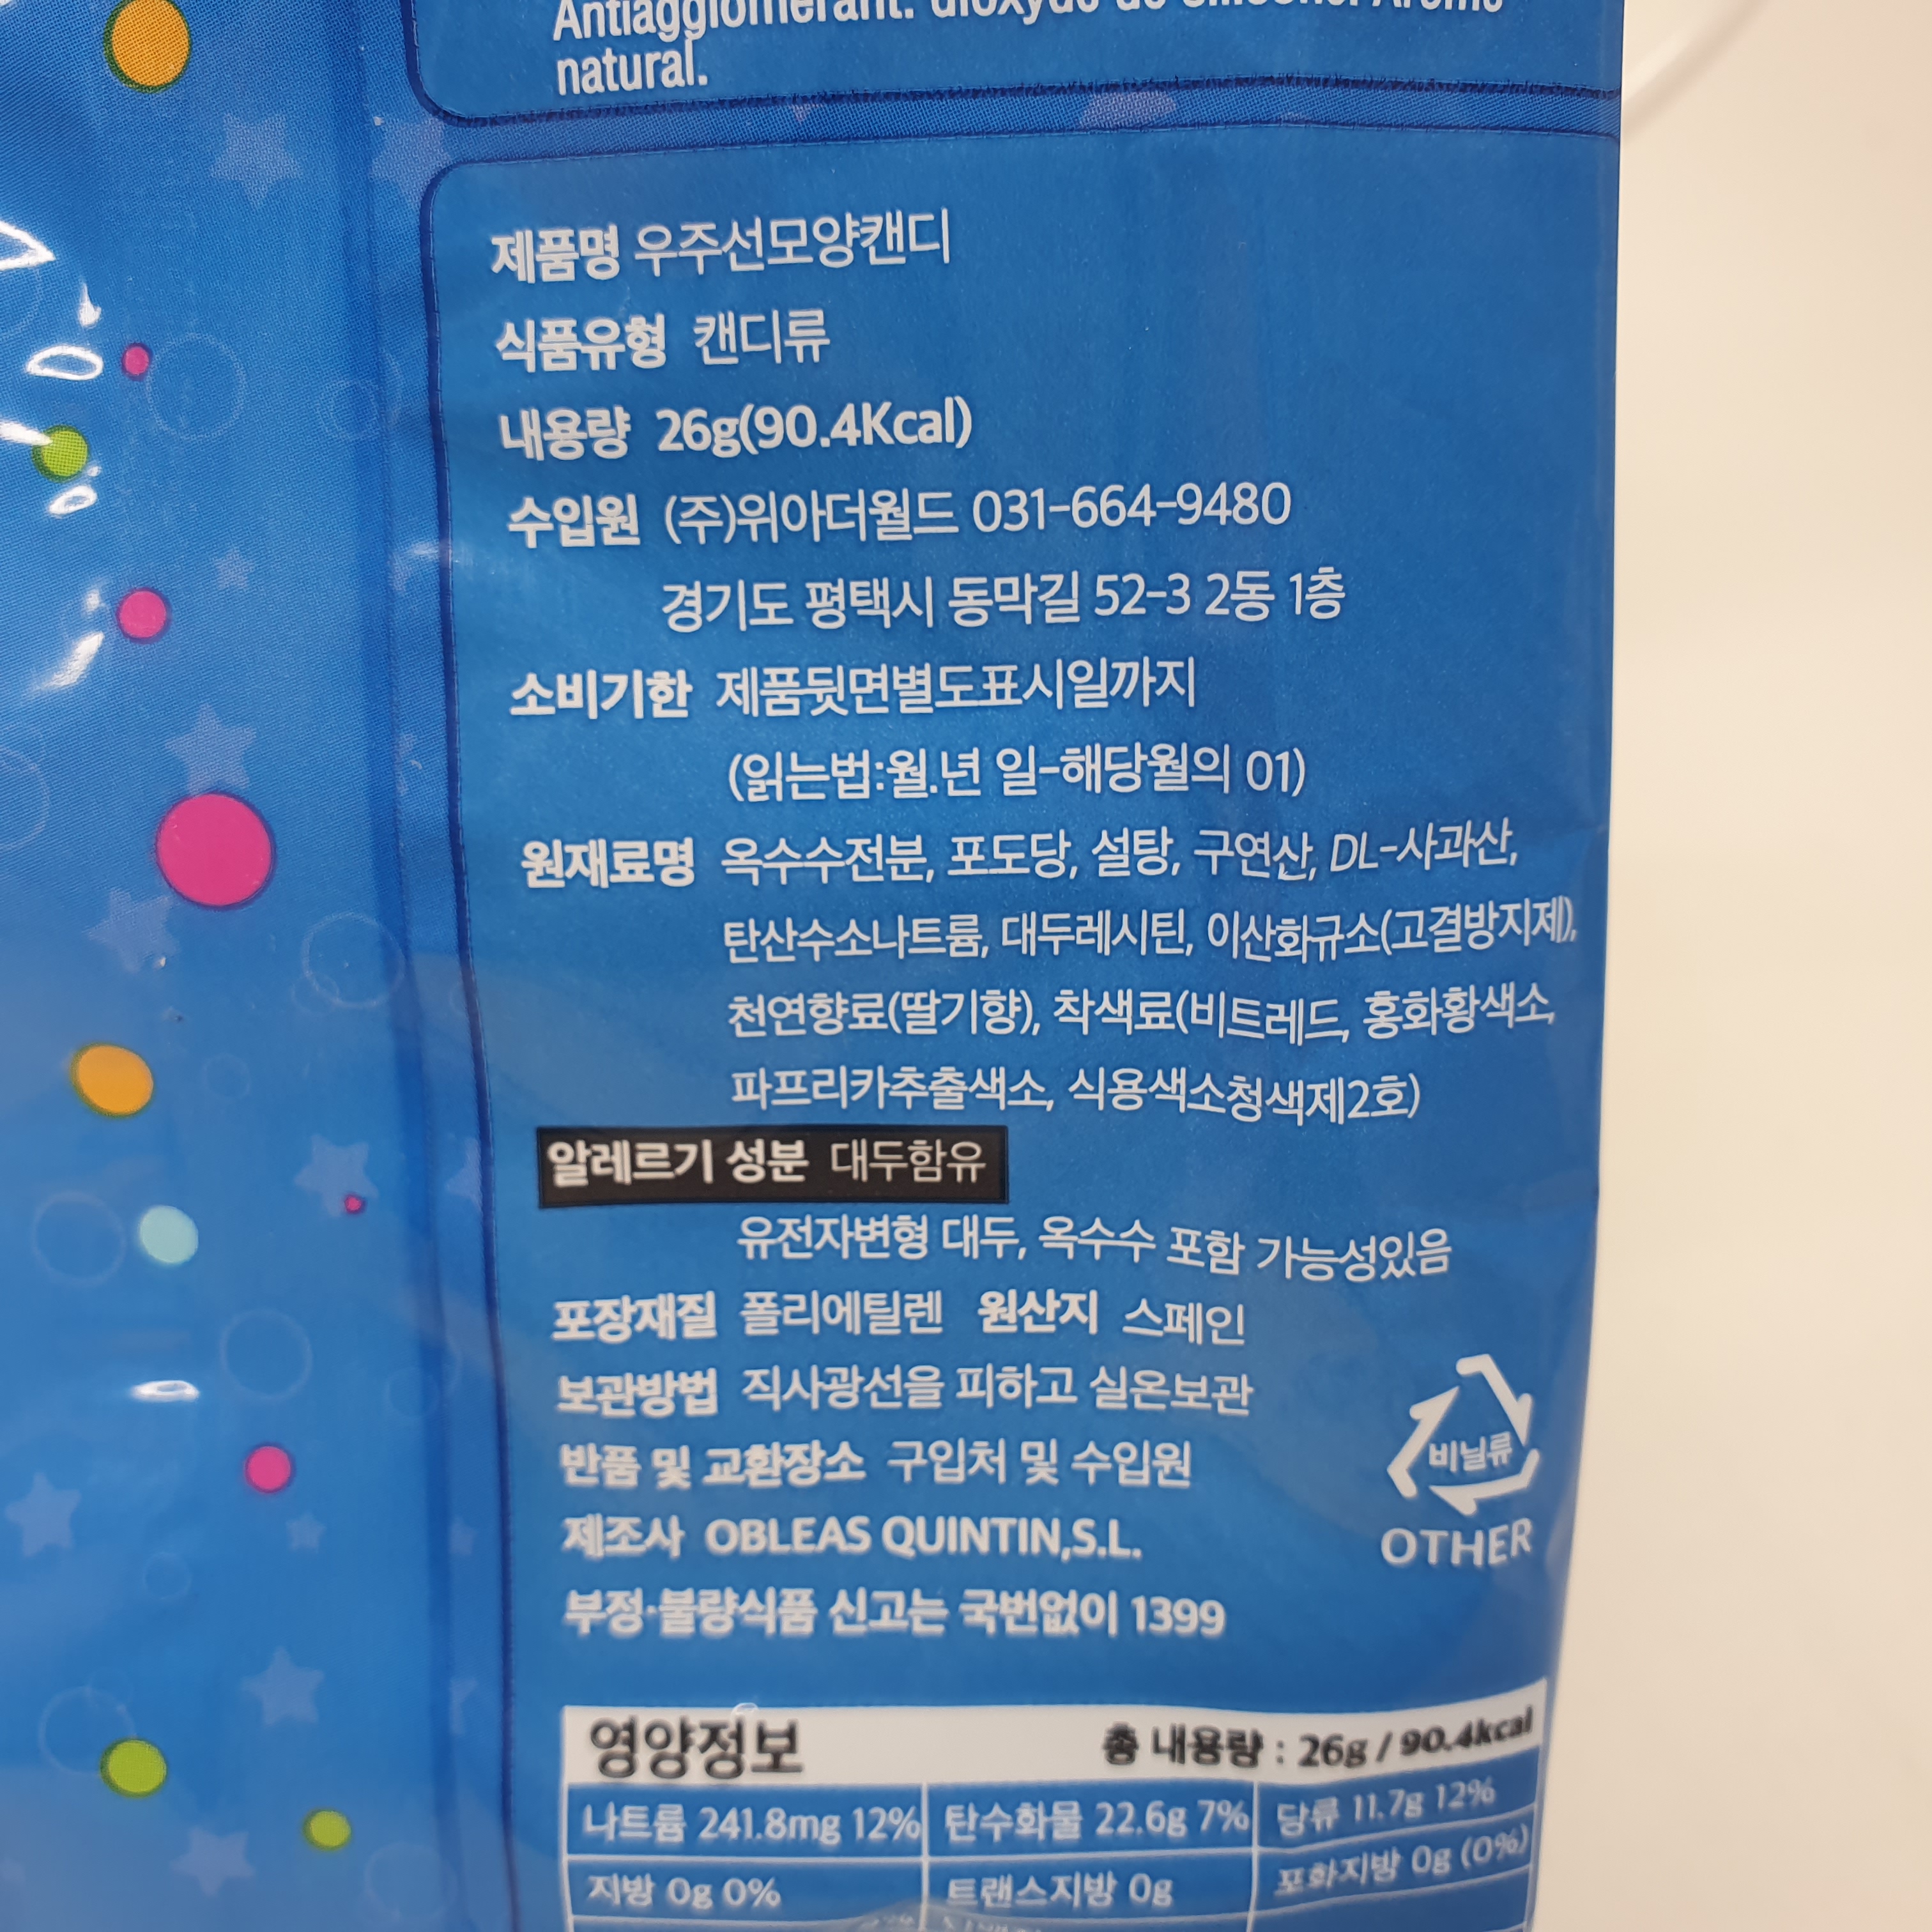 Antiagglomerant: dioxyde de silicone. Arome
natural.
제품명 우주선모양캔디
식품유형 캔디류
내용량 26g(90.4Kcal)
수입원 (주)위아더월드 031-664-9480
경기도 평택시 동막길 52-3 2동 1층
소비기한 제품뒷면별도표시일까지
(읽는법:월.년 일-해당월의 01)
원재료명 옥수수전분, 포도당, 설탕, 구연산, DL-사과산,
탄산수소나트륨, 대두레시틴, 이산화규소(고결방지제),
천연향료(딸기향), 착색료(비트레드, 홍화황색소,
파프리카추출색소, 식용색소청색제2호)
알레르기 성분 대두함유
유전자변형 대두, 옥수수 포함 가능성있음
포장재질 폴리에틸렌 원산지 스페인
보관방법 직사광선을 피하고 실온보관
반품 및 교환장소 구입처 및 수입원
제조사 OBLEAS QUINTIN,S.L.
부정·불량식품 신고는 국번없이 1399
비닐류
OTHER
영양정보 총 내용량 : 26g / 90.4kcal
나트륨 241.8mg 12% 탄수화물 22.6g 7% 당류 11.7g 12%
지방 0g 0% 트랜스지방 0g 포화지방 0g (0%)